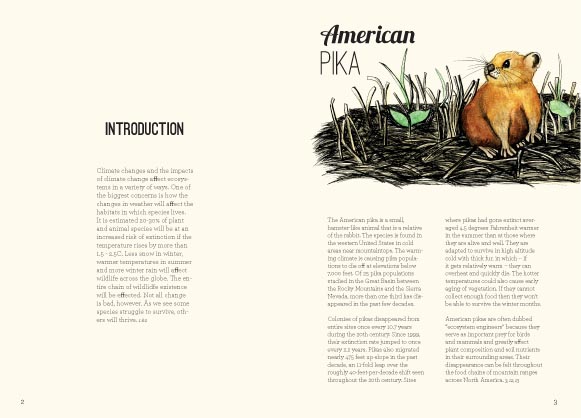 INTRODUCTION
Climate changes and the impacts
of climate change affect ecosys-
tems in a variety of ways. One of
the biggest concerns is how the
changes in weather will affect the
habitats in which species lives.
It is estimated 20-30% of plant
and animal species will be at an
increased risk of extinction if the
temperature rises by more than
1.5 - 2.5C. Less snow in winter,
warmer temperatures in summer
and more winter rain will affect
wildlife across the globe. The en-
tire chain of wildlife existence
will be effected. Not all change
is bad, however. As we see some
species struggle to survive, oth-
ers will thrive.
2
American
PIKA
The American pika is a small,
hamster like animal that is a relative
of the rabbit. The species is found in
the western United States in cold
areas near mountaintops. The warm-
ing climate is causing pika popula-
tions to die off at elevations below
7,000 feet. Of 25 pika populations
studied in the Great Basin between
the Rocky Mountains and the Sierra
Nevada, more than one third has dis-
appeared in the past few decades.
Colonies of pikas disappeared from
entire sites once every 10.7 years
during the 20th century. Since 1999,
their extinction rate jumped to once
every 2.2 years. Pikas also migrated
nearly 475 feet up-slope in the past
decade, an 11-fold leap over the
roughly 40-feet-per-decade shift seen
throughout the 20th century. Sites
where pikas had gone extinct aver-
aged 4.5 degrees Fahrenheit warmer
in the summer than at those where
they are alive and well. They are
adapted to survive in high altitude
cold with thick fur, in which – if
it gets relatively warm – they can
overheat and die quickly. The hotter
temperatures could also cause early
aging of vegetation. If they cannot
collect enough food then they won't
be able to survive the winter months.
American pikas are often dubbed
"ecosystem engineers" because they
serve as important prey for birds
and mammals and greatly affect
plant composition and soil nutrients
in their surrounding areas. Their
disappearance can be felt throughout
the food chains of mountain ranges
across North America.
3